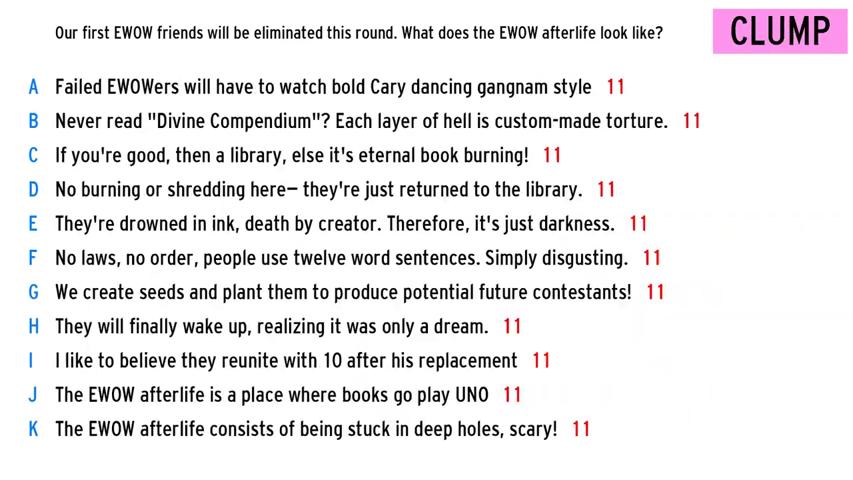 Our first EWOW friends will be eliminated this round. What does the EWOW afterlife look like?
CLUMP
A Failed EWOWers will have to watch bold Cary dancing gangnam style 11
B Never read "Divine Compendium"? Each layer of hell is custom-made torture. 11
C If you're good, then a library, else it's eternal book burning! 11
D No burning or shredding here— they're just returned to the library. 11
E They're drowned in ink, death by creator. Therefore, it's just darkness. 11
F No laws, no order, people use twelve word sentences. Simply disgusting. 11
G We create seeds and plant them to produce potential future contestants! 11
H They will finally wake up, realizing it was only a dream. 11
I I like to believe they reunite with 10 after his replacement 11
J The EWOW afterlife is a place where books go play UNO 11
K The EWOW afterlife consists of being stuck in deep holes, scary! 11